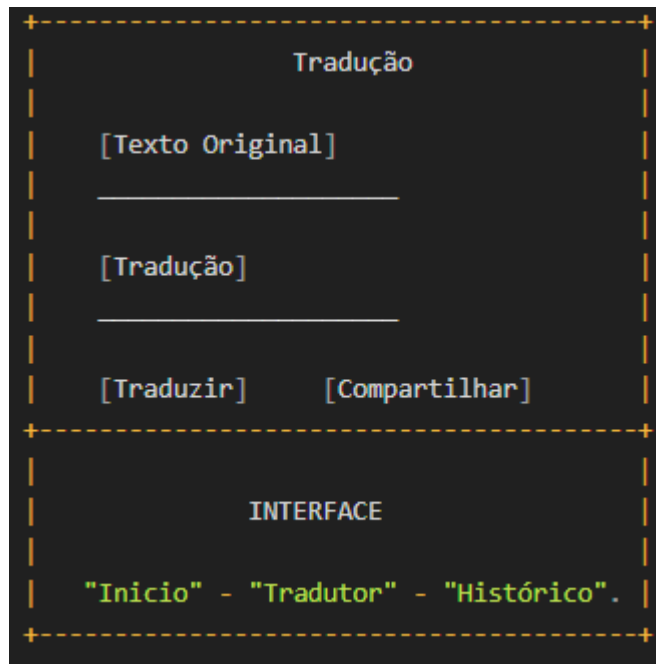 Tradução
[Texto Original]
____________________
[Tradução]
____________________
[Traduzir] [Compartilhar]
INTERFACE
"Inicio" - "Tradutor" - "Histórico".